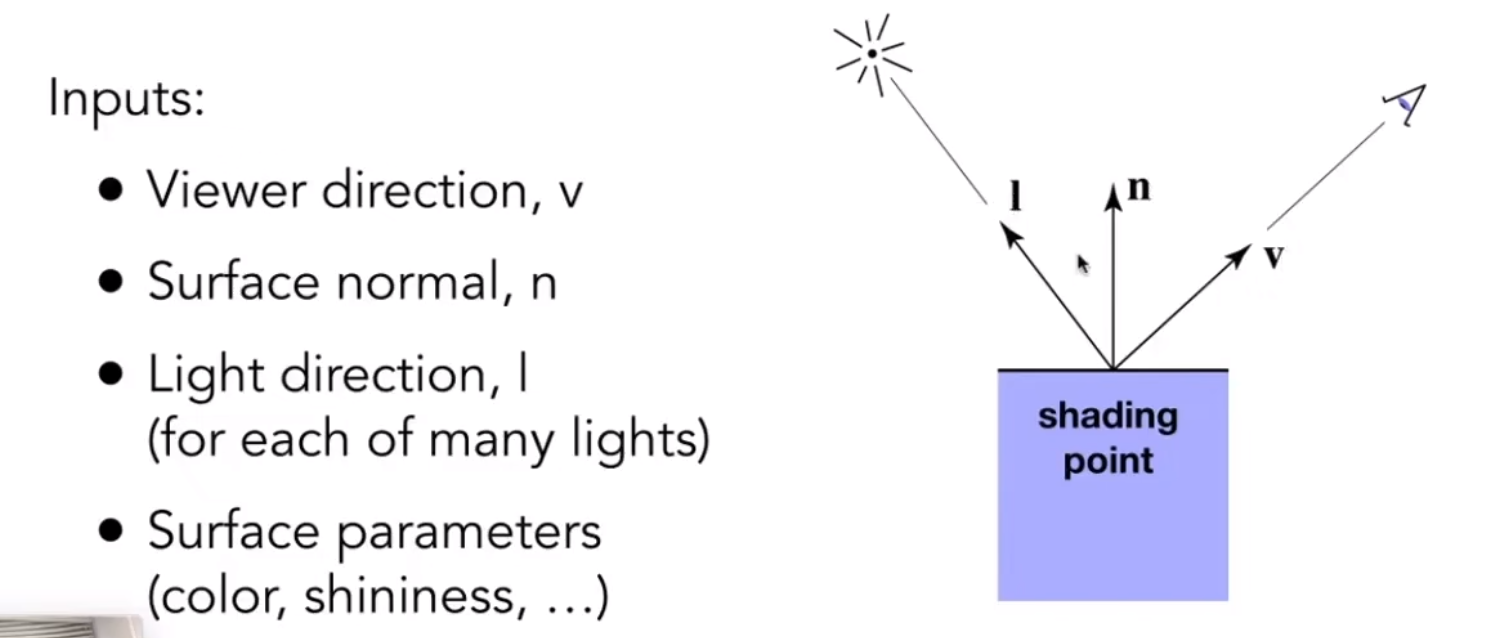 Inputs:
● Viewer direction, v
● Surface normal, n
● Light direction, l
(for each of many lights)
● Surface parameters
(color, shininess, …)
l
n
v
shading
point